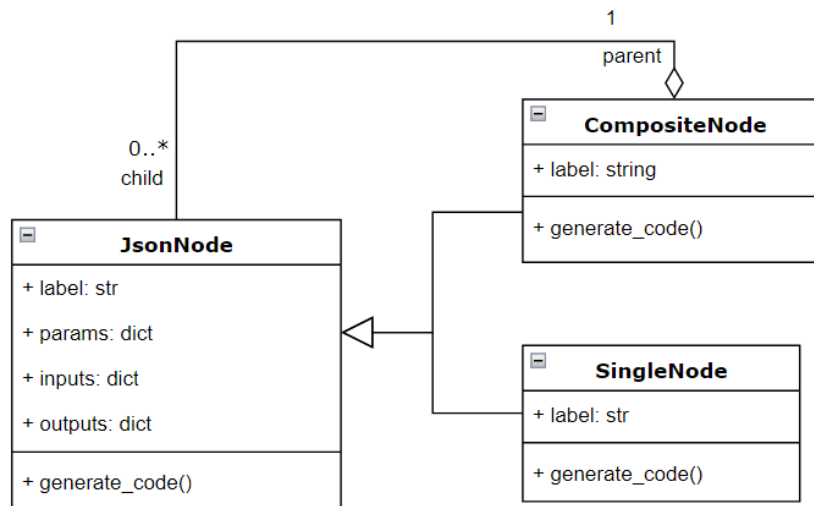 1
parent
0..*
child
CompositeNode
+ label: string
+ generate_code()
JsonNode
+ label: str
+ params: dict
+ inputs: dict
+ outputs: dict
+ generate_code()
SingleNode
+ label: str
+ generate_code()